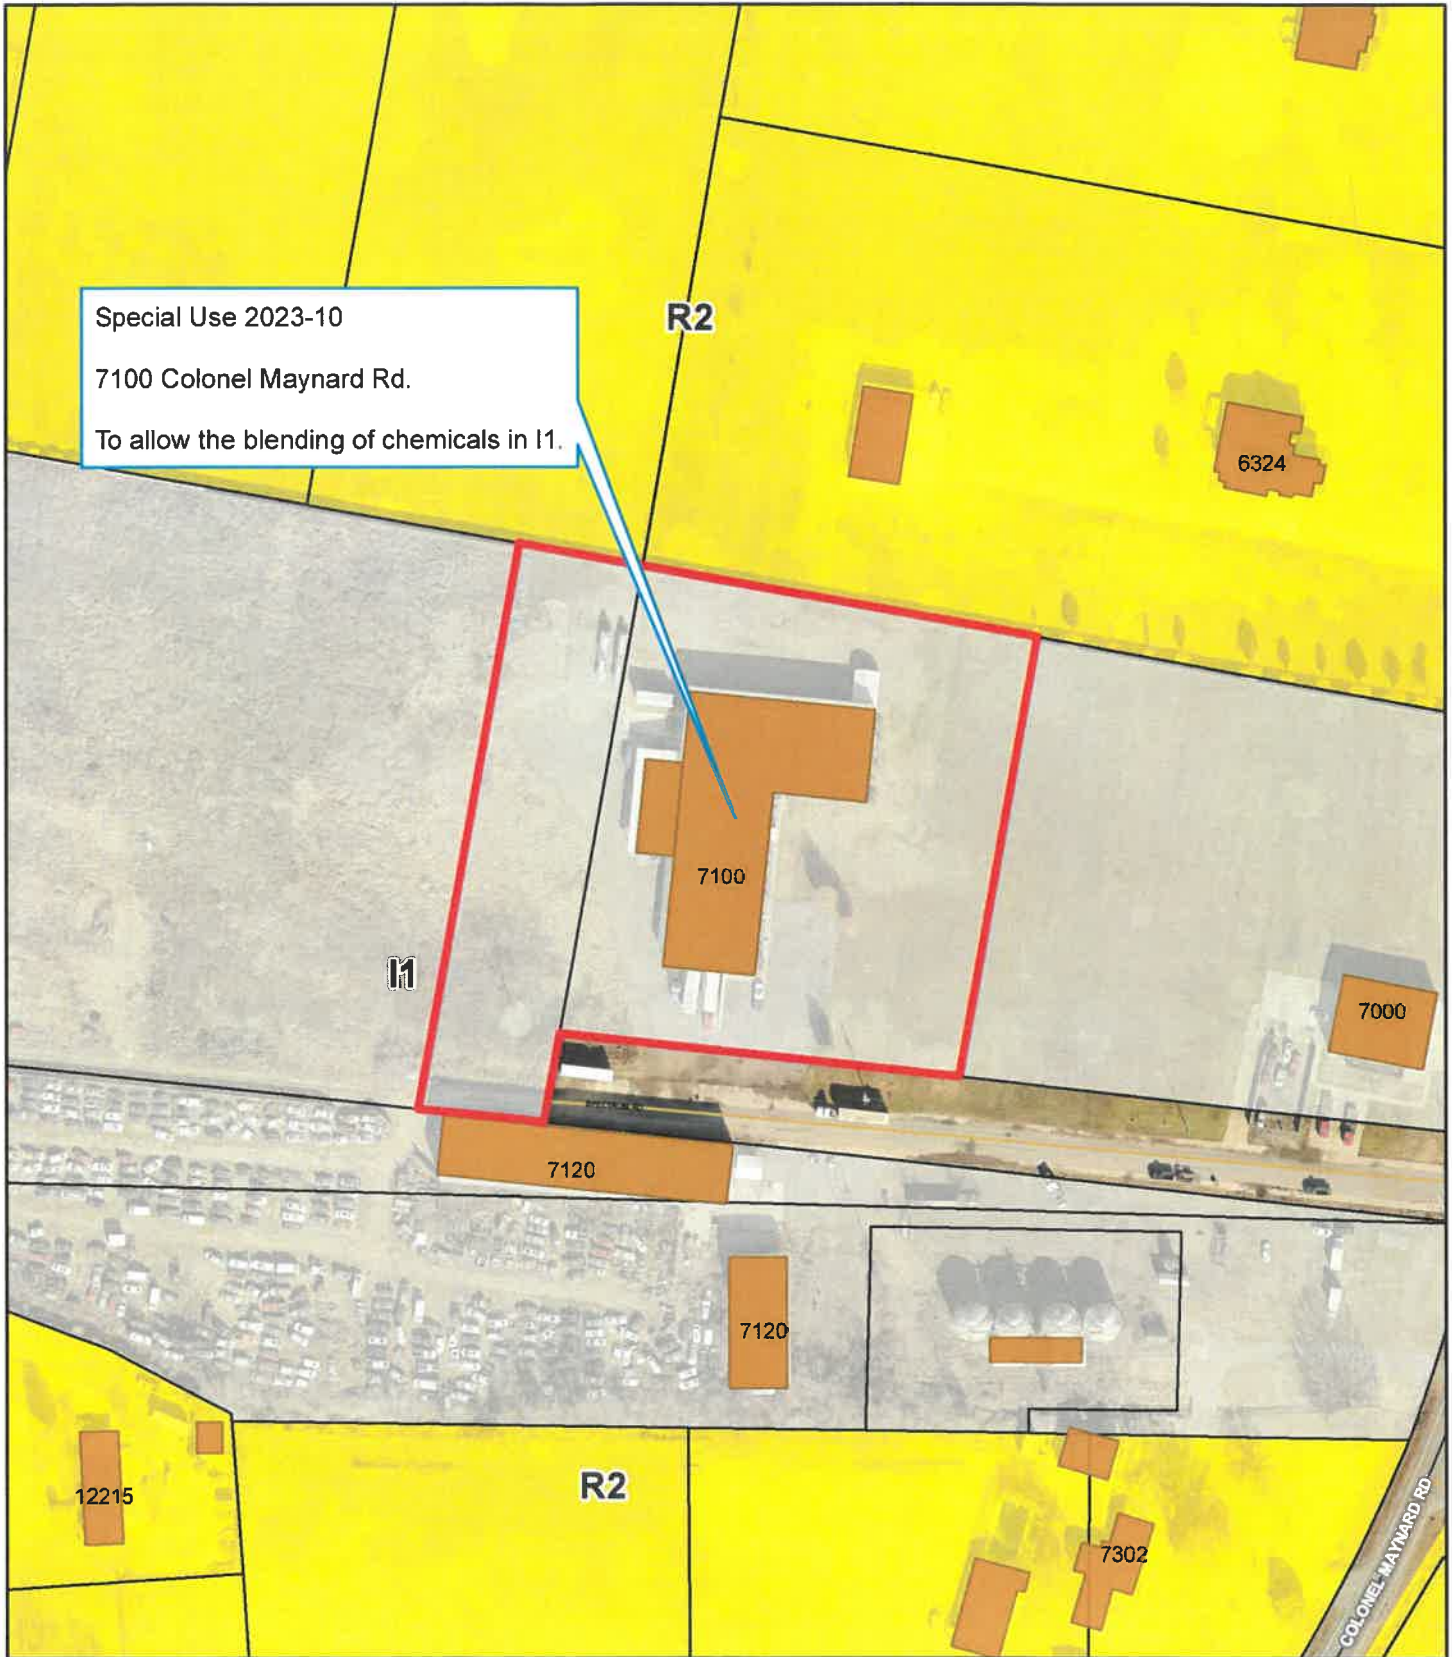 Special Use 2023-10
7100 Colonel Maynard Rd.
To allow the blending of chemicals in I1.
R2
6324
7100
I1
7000
7120
7120
12215
R2
7302
COLONEL MAYNARD RD